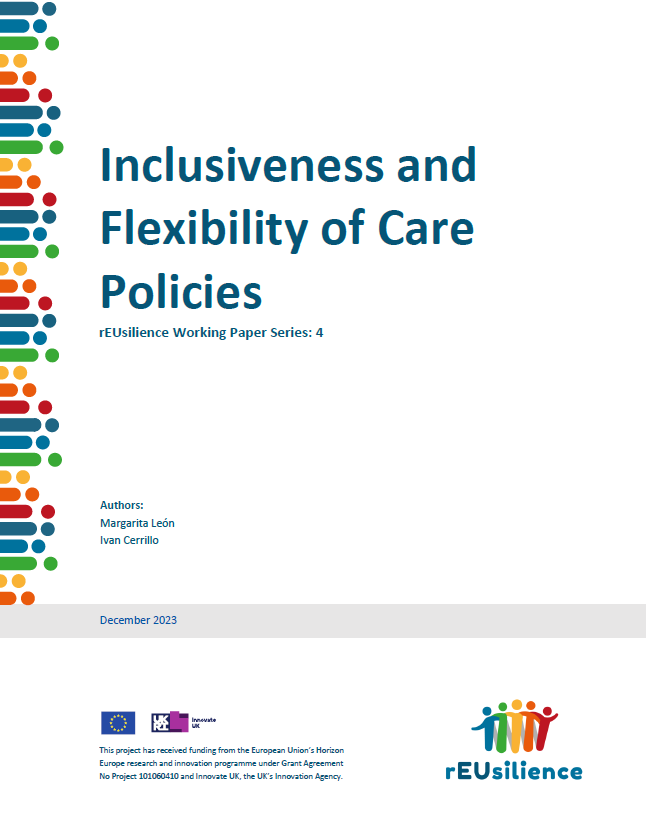 Inclusiveness and
Flexibility of Care
Policies
rEUsilience Working Paper Series: 4
Authors:
Margarita León
Ivan Cerrillo
December 2023
UK
RI
Innovate
UK
This project has received funding from the European Union's Horizon
Europe research and innovation programme under Grant Agreement
No Project 101060410 and Innovate UK, the UK's Innovation Agency.
rEUsilience